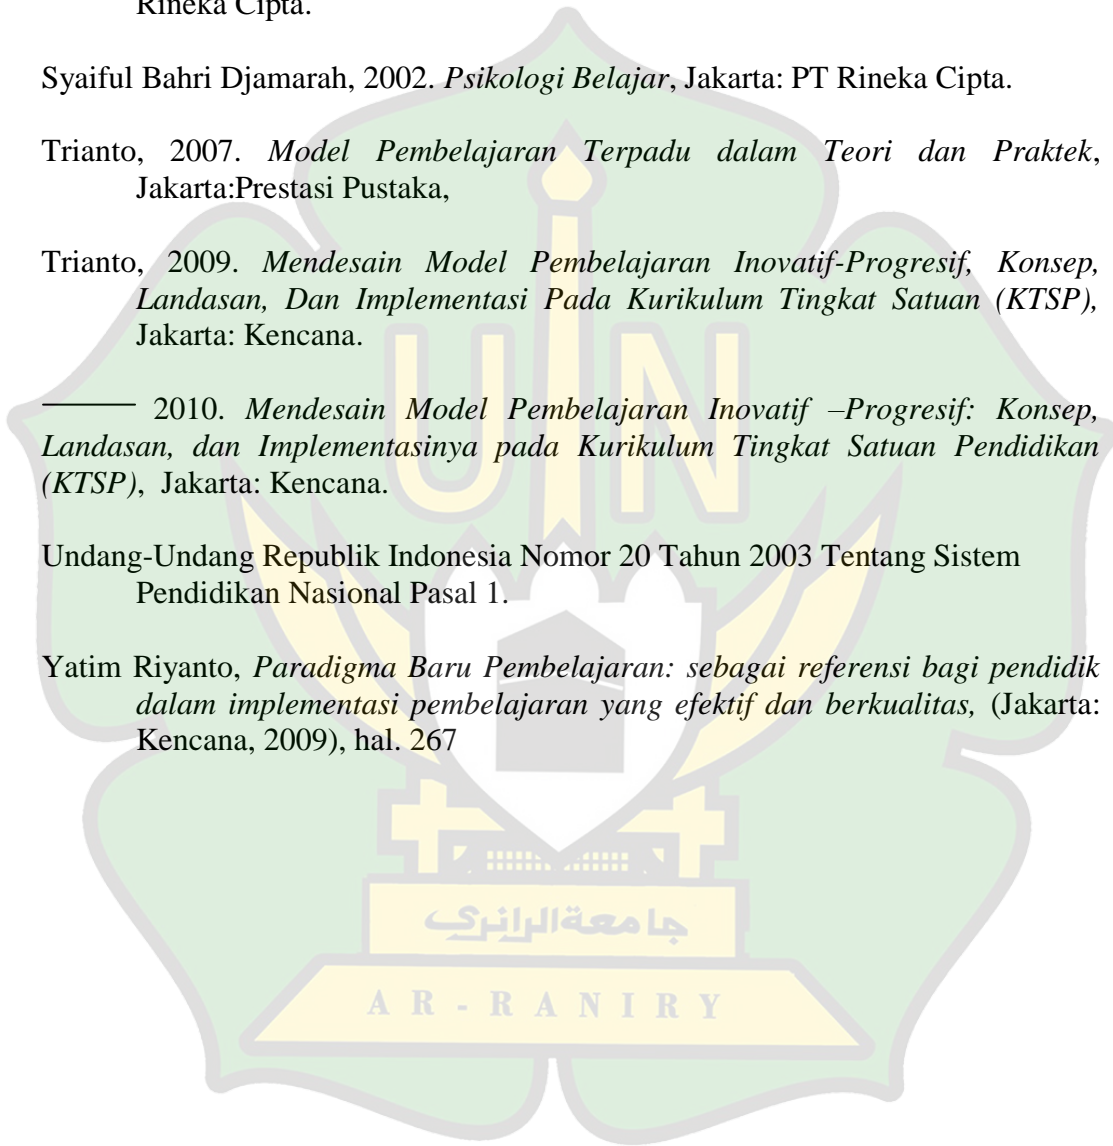 Rineka Cipta.
Syaiful Bahri Djamarah, 2002. Psikologi Belajar, Jakarta: PT Rineka Cipta.
Trianto, 2007. Model Pembelajaran Terpadu dalam Teori dan Praktek,
Jakarta:Prestasi Pustaka,
Trianto, 2009. Mendesain Model Pembelajaran Inovatif-Progresif, Konsep,
Landasan, Dan Implementasi Pada Kurikulum Tingkat Satuan (KTSP),
Jakarta: Kencana.
——— 2010. Mendesain Model Pembelajaran Inovatif –Progresif: Konsep,
Landasan, dan Implementasinya pada Kurikulum Tingkat Satuan Pendidikan
(KTSP), Jakarta: Kencana.
Undang-Undang Republik Indonesia Nomor 20 Tahun 2003 Tentang Sistem
Pendidikan Nasional Pasal 1.
Yatim Riyanto, Paradigma Baru Pembelajaran: sebagai referensi bagi pendidik
dalam implementasi pembelajaran yang efektif dan berkualitas, (Jakarta:
Kencana, 2009), hal. 267
UIN
جامعة الرانري
AR-RANIRY